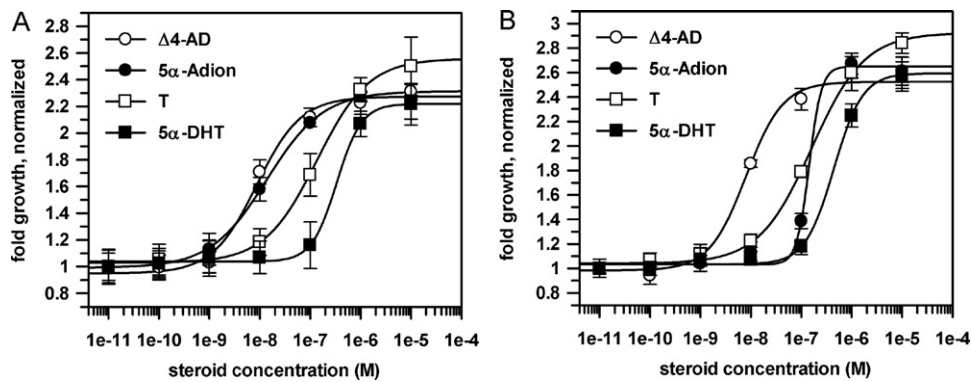 A
Δ4-AD
5α-Adion
T
5α-DHT
fold growth, normalized
2.8
2.6
2.4
2.2
2
1.8
1.6
1.4
1.2
1
0.8
1e-11 1e-10 1e-9 1e-8 1e-7 1e-6 1e-5 1e-4
steroid concentration (M)
B
Δ4-AD
5α-Adion
T
5α-DHT
fold growth, normalized
3
2.8
2.6
2.4
2.2
2
1.8
1.6
1.4
1.2
1
0.8
1e-11 1e-10 1e-9 1e-8 1e-7 1e-6 1e-5 1e-4
steroid concentration (M)